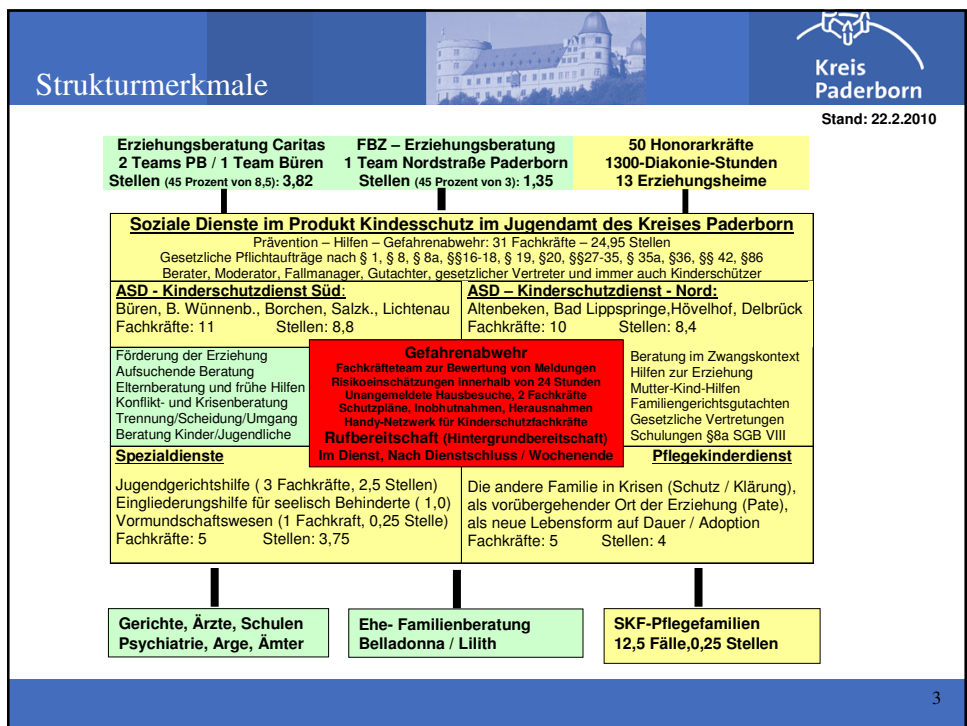 Strukturmerkmale
Kreis
Paderborn
Stand: 22.2.2010
Erziehungsberatung Caritas
2 Teams PB / 1 Team Büren
Stellen (45 Prozent von 8,5): 3,82
FBZ – Erziehungsberatung
1 Team Nordstraße Paderborn
Stellen (45 Prozent von 3): 1,35
50 Honorarkräfte
1300-Diakonie-Stunden
13 Erziehungsheime
Soziale Dienste im Produkt Kindesschutz im Jugendamt des Kreises Paderborn
Prävention – Hilfen – Gefahrenabwehr: 31 Fachkräfte – 24,95 Stellen
Gesetzliche Pflichtaufträge nach § 1, § 8, § 8a, §§16-18, § 19, §20, §§27-35, § 35a, §36, §§ 42, §86
Berater, Moderator, Fallmanager, Gutachter, gesetzlicher Vertreter und immer auch Kinderschützer
ASD - Kinderschutzdienst Süd:
Büren, B. Wünnenb., Borchen, Salzk., Lichtenau
Fachkräfte: 11 Stellen: 8,8
ASD – Kinderschutzdienst - Nord:
Altenbeken, Bad Lippspringe,Hövelhof, Delbrück
Fachkräfte: 10 Stellen: 8,4
Förderung der Erziehung
Aufsuchende Beratung
Elternberatung und frühe Hilfen
Konflikt- und Krisenberatung
Trennung/Scheidung/Umgang
Beratung Kinder/Jugendliche
Gefahrenabwehr
Fachkräfteteam zur Bewertung von Meldungen
Risikoeinschätzungen innerhalb von 24 Stunden
Unangemeldete Hausbesuche, 2 Fachkräfte
Schutzpläne, Inobhutnahmen, Herausnahmen
Handy-Netzwerk für Kinderschutzfachkräfte
Rufbereitschaft (Hintergrundbereitschaft)
Im Dienst, Nach Dienstschluss / Wochenende
Beratung im Zwangskontext
Hilfen zur Erziehung
Mutter-Kind-Hilfen
Familiengerichtsgutachten
Gesetzliche Vertretungen
Schulungen §8a SGB VIII
Spezialdienste
Jugendgerichtshilfe ( 3 Fachkräfte, 2,5 Stellen)
Eingliederungshilfe für seelisch Behinderte ( 1,0)
Vormundschaftswesen (1 Fachkraft, 0,25 Stelle)
Fachkräfte: 5 Stellen: 3,75
Pflegekinderdienst
Die andere Familie in Krisen (Schutz / Klärung),
als vorübergehender Ort der Erziehung (Pate),
als neue Lebensform auf Dauer / Adoption
Fachkräfte: 5 Stellen: 4
Gerichte, Ärzte, Schulen
Psychiatrie, Arge, Ämter
Ehe- Familienberatung
Belladonna / Lilith
SKF-Pflegefamilien
12,5 Fälle,0,25 Stellen
3